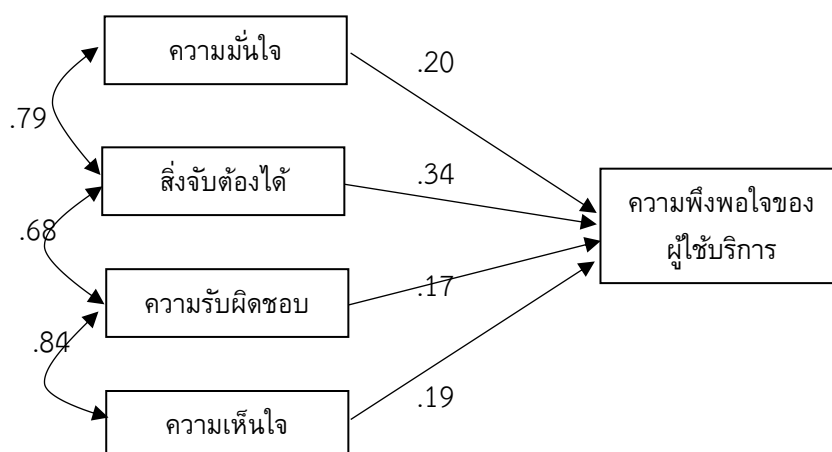 ความมั่นใจ
.20
.79
สิ่งจับต้องได้
.34
ความพึงพอใจของ
ผู้ใช้บริการ
.68
ความรับผิดชอบ
.17
.84
ความเห็นใจ
.19